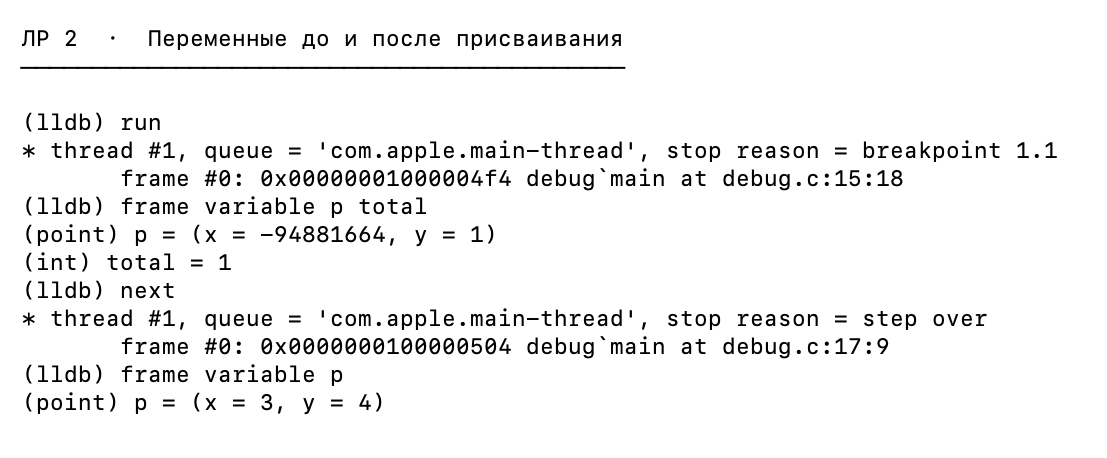 ЛР 2  ·  Переменные до и после присваивания
(lldb) run
* thread #1, queue = 'com.apple.main-thread', stop reason = breakpoint 1.1
       frame #0: 0x00000001000004f4 debug`main at debug.c:15:18
(lldb) frame variable p total
(point) p = (x = -94881664, y = 1)
(int) total = 1
(lldb) next
* thread #1, queue = 'com.apple.main-thread', stop reason = step over
       frame #0: 0x0000000100000504 debug`main at debug.c:17:9
(lldb) frame variable p
(point) p = (x = 3, y = 4)